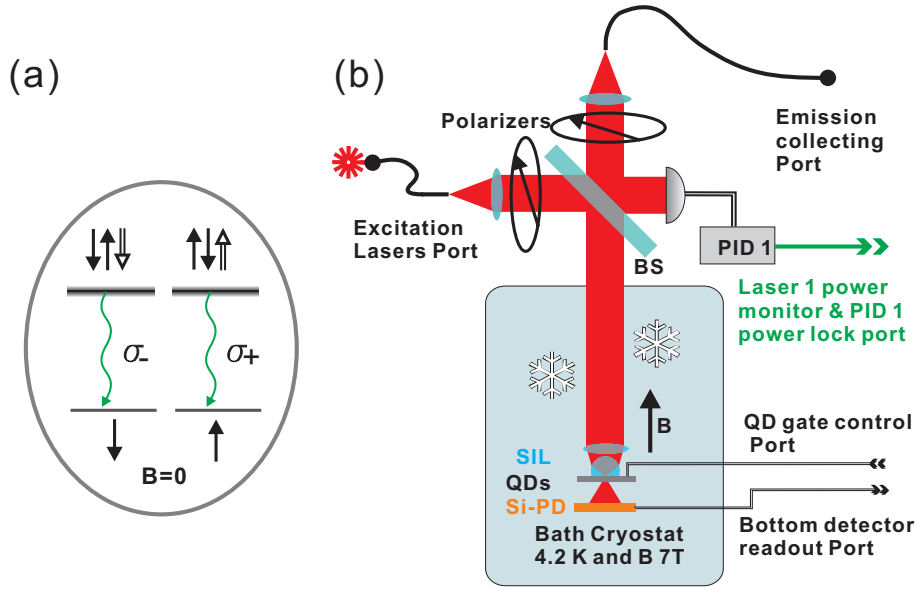 (a)
σ-
σ+
B=0
(b)
Polarizers
Emission
collecting
Port
Excitation
Lasers Port
BS
PID 1
Laser 1 power
monitor & PID 1
power lock port
B
QD gate control
Port
SIL
QDs
Si-PD
Bath Cryostat
4.2 K and B 7T
Bottom detector
readout Port